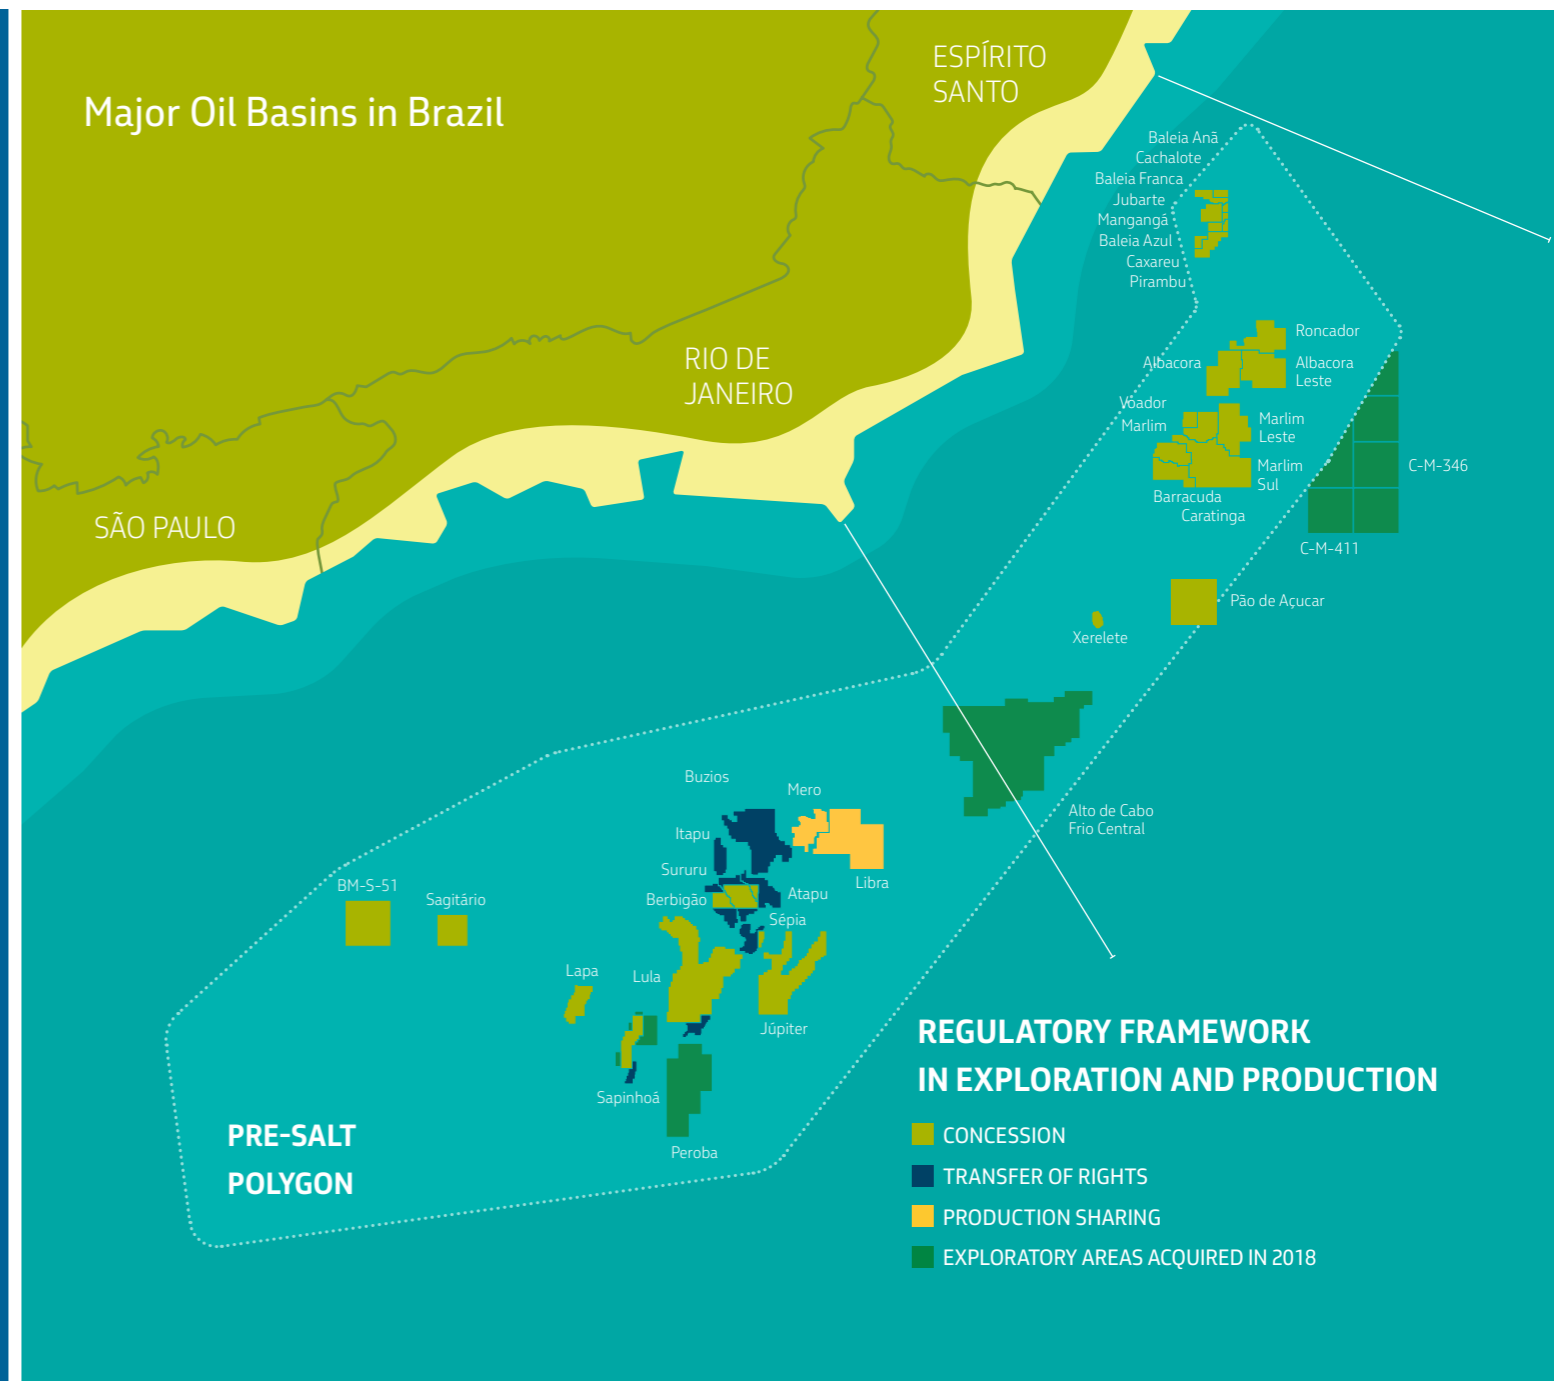 Major Oil Basins in Brazil
ESPÍRITO
SANTO
RIO DE
JANEIRO
SÃO PAULO
Baleia Anã
Cachalote
Baleia Franca
Jubarte
Mangangá
Baleia Azul
Caxareu
Pirambu
Roncador
Albacora
Albacora
Leste
Voador
Marlim
Marlim
Leste
Marlim
Sul
Barracuda
Caratinga
C-M-346
C-M-411
Pão de Açucar
Xerelete
Alto de Cabo
Frio Central
Buzios
Mero
Itapu
Sururu
Libra
Berbigão
Atapu
Sépia
BM-S-51
Sagitário
Lapa
Lula
Júpiter
Sapinhoá
Peroba
PRE-SALT
POLYGON
REGULATORY FRAMEWORK
IN EXPLORATION AND PRODUCTION
CONCESSION
TRANSFER OF RIGHTS
PRODUCTION SHARING
EXPLORATORY AREAS ACQUIRED IN 2018